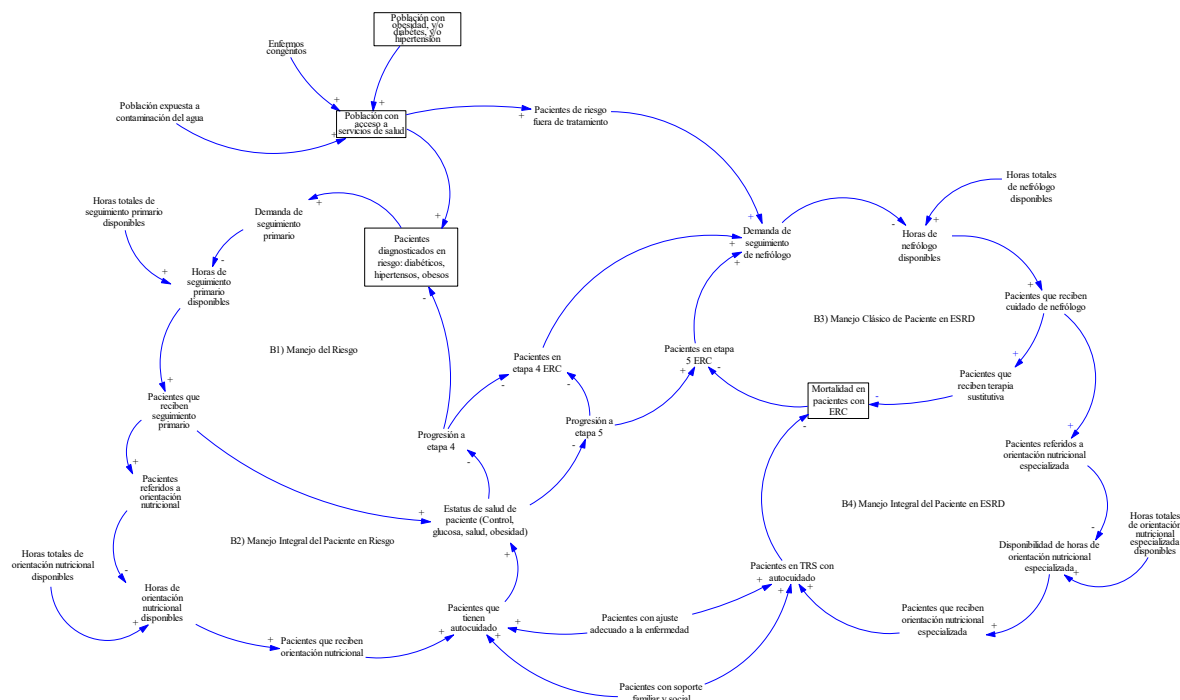 Población con
obesidad, y/o
diabetes, y/o
hipertensión
Enfermos
congénitos
Población expuesta a
contaminación del agua
Población con
acceso a
servicios de salud
Pacientes de riesgo
fuera de tratamiento
Horas totales de
seguimiento primario
disponibles
Demanda de
seguimiento
primario
Pacientes
diagnosticados en
riesgo: diabéticos,
hipertensos, obesos
Demanda de
seguimiento
de nefrólogo
Horas totales
de nefrólogo
disponibles
Horas de
nefrólogo
disponibles
Horas de
seguimiento
primario
disponibles
Pacientes que reciben
cuidado de nefrólogo
B1) Manejo del Riesgo
B3) Manejo Clásico de Paciente en ESRD
Pacientes en
etapa 4 ERC
Pacientes en etapa
5 ERC
Pacientes que
reciben terapia
sustitutiva
Mortalidad en
pacientes con
ERC
Pacientes que
reciben
seguimiento
primario
Progresión a
etapa 4
Progresión a
etapa 5
Pacientes referidos a
orientación nutricional
especializada
Pacientes
referidos a
orientación
nutricional
Estatus de salud de
paciente (Control,
glucosa, salud, obesidad)
B2) Manejo Integral del Paciente en Riesgo
B4) Manejo Integral del Paciente en ESRD
Horas totales
de orientación
nutricional
especializada
disponibles
Horas totales de
orientación nutricional
disponibles
Horas de
orientación
nutricional
disponibles
Disponibilidad de horas de
orientación nutricional
especializada
Pacientes en TRS con
autocuidado
Pacientes que
tienen
autocuidado
Pacientes con ajuste
adecuado a la enfermedad
Pacientes que reciben
orientación nutricional
especializada
Pacientes que reciben
orientación nutricional
Pacientes con soporte
familiar y social